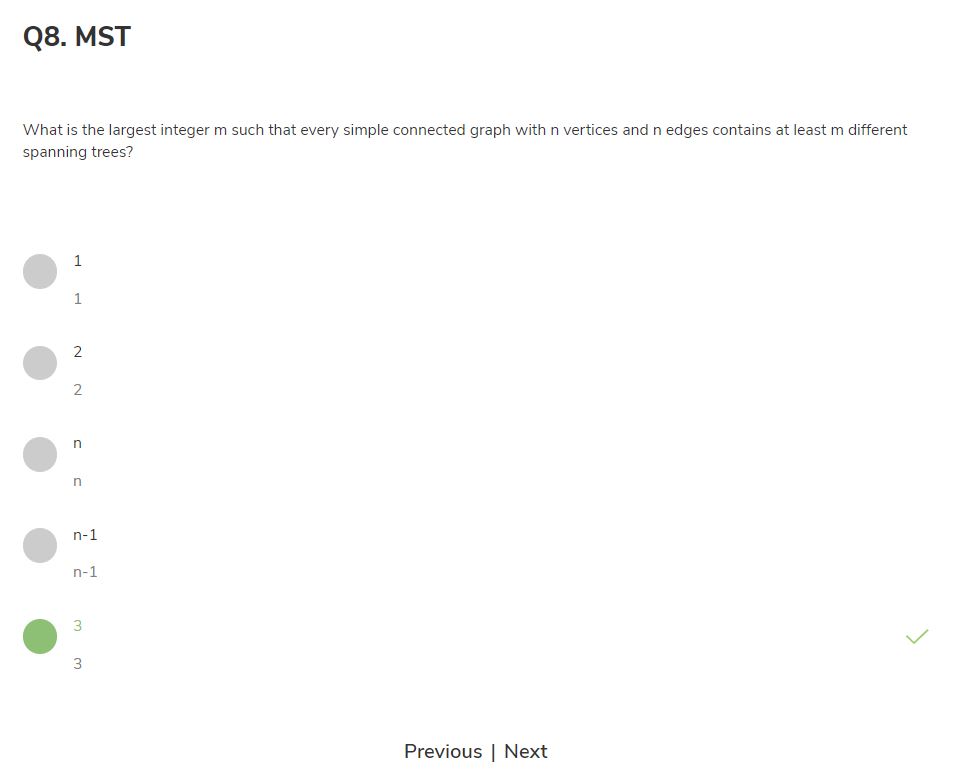 Q8. MST
What is the largest integer m such that every simple connected graph with n vertices and n edges contains at least m different
spanning trees?
1
1
2
2
n
n
n-1
n-1
3
3
Previous | Next